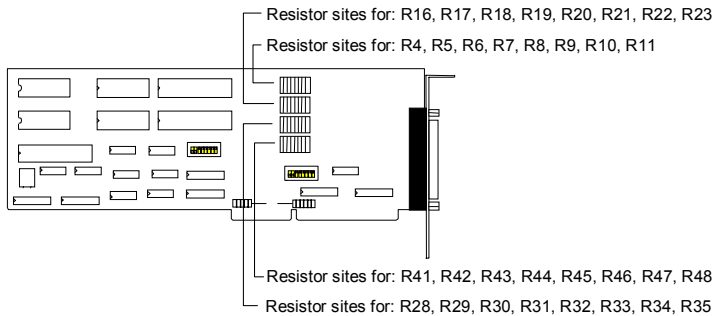 Resistor sites for: R16, R17, R18, R19, R20, R21, R22, R23
Resistor sites for: R4, R5, R6, R7, R8, R9, R10, R11
Resistor sites for: R41, R42, R43, R44, R45, R46, R47, R48
Resistor sites for: R28, R29, R30, R31, R32, R33, R34, R35